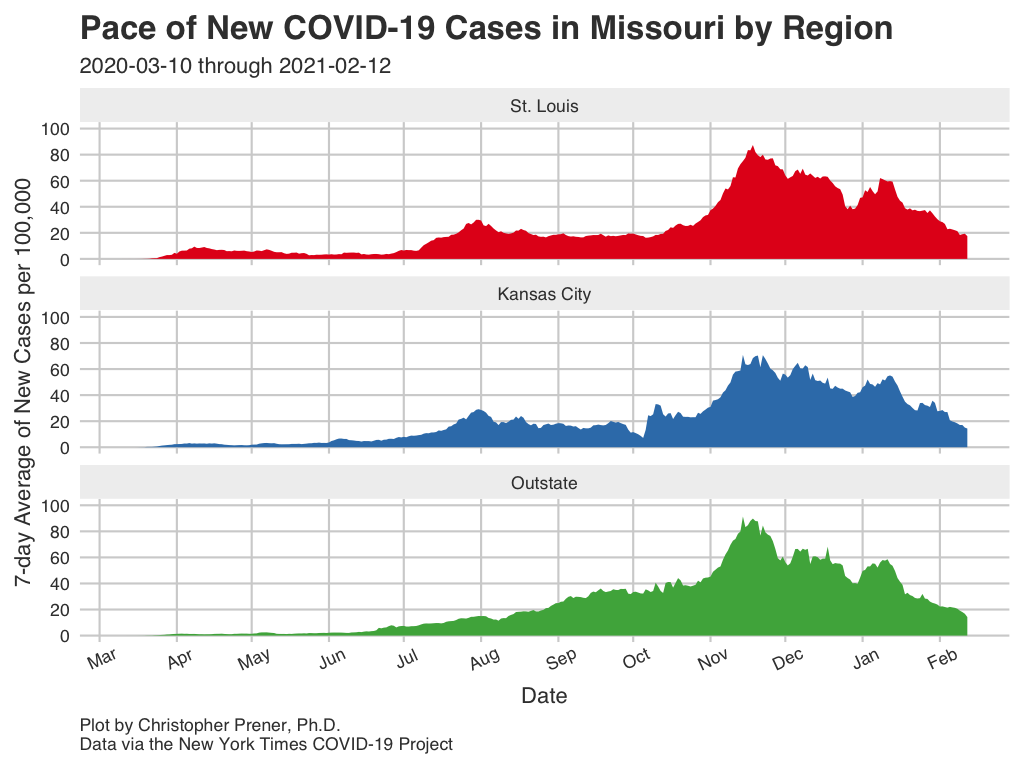 Pace of New COVID-19 Cases in Missouri by Region
2020-03-10 through 2021-02-12
7-day Average of New Cases per 100,000
St. Louis
100
80
60
40
20
0
Kansas City
100
80
60
40
20
0
Outstate
100
80
60
40
20
0
Mar Apr May Jun Jul Aug Sep Oct Nov Dec Jan Feb
Date
Plot by Christopher Prener, Ph.D.
Data via the New York Times COVID-19 Project